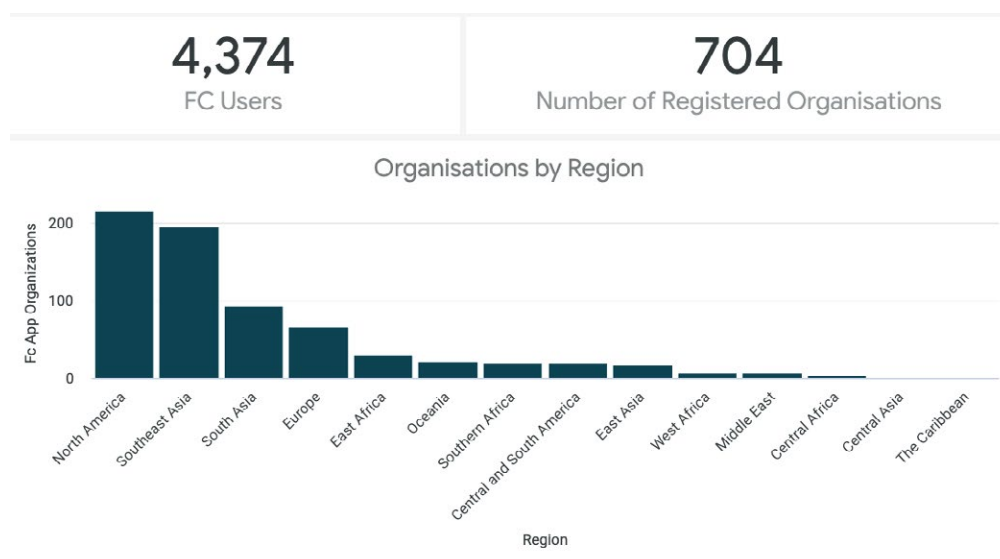 4,374
FC Users
704
Number of Registered Organisations
Organisations by Region
Fc App Organizations
200
100
0
North America
Southeast Asia
South Asia
Europe
East Africa
Oceania
Southern Africa
Central and South America
East Asia
West Africa
Middle East
Central Africa
Central Asia
The Caribbean
Region